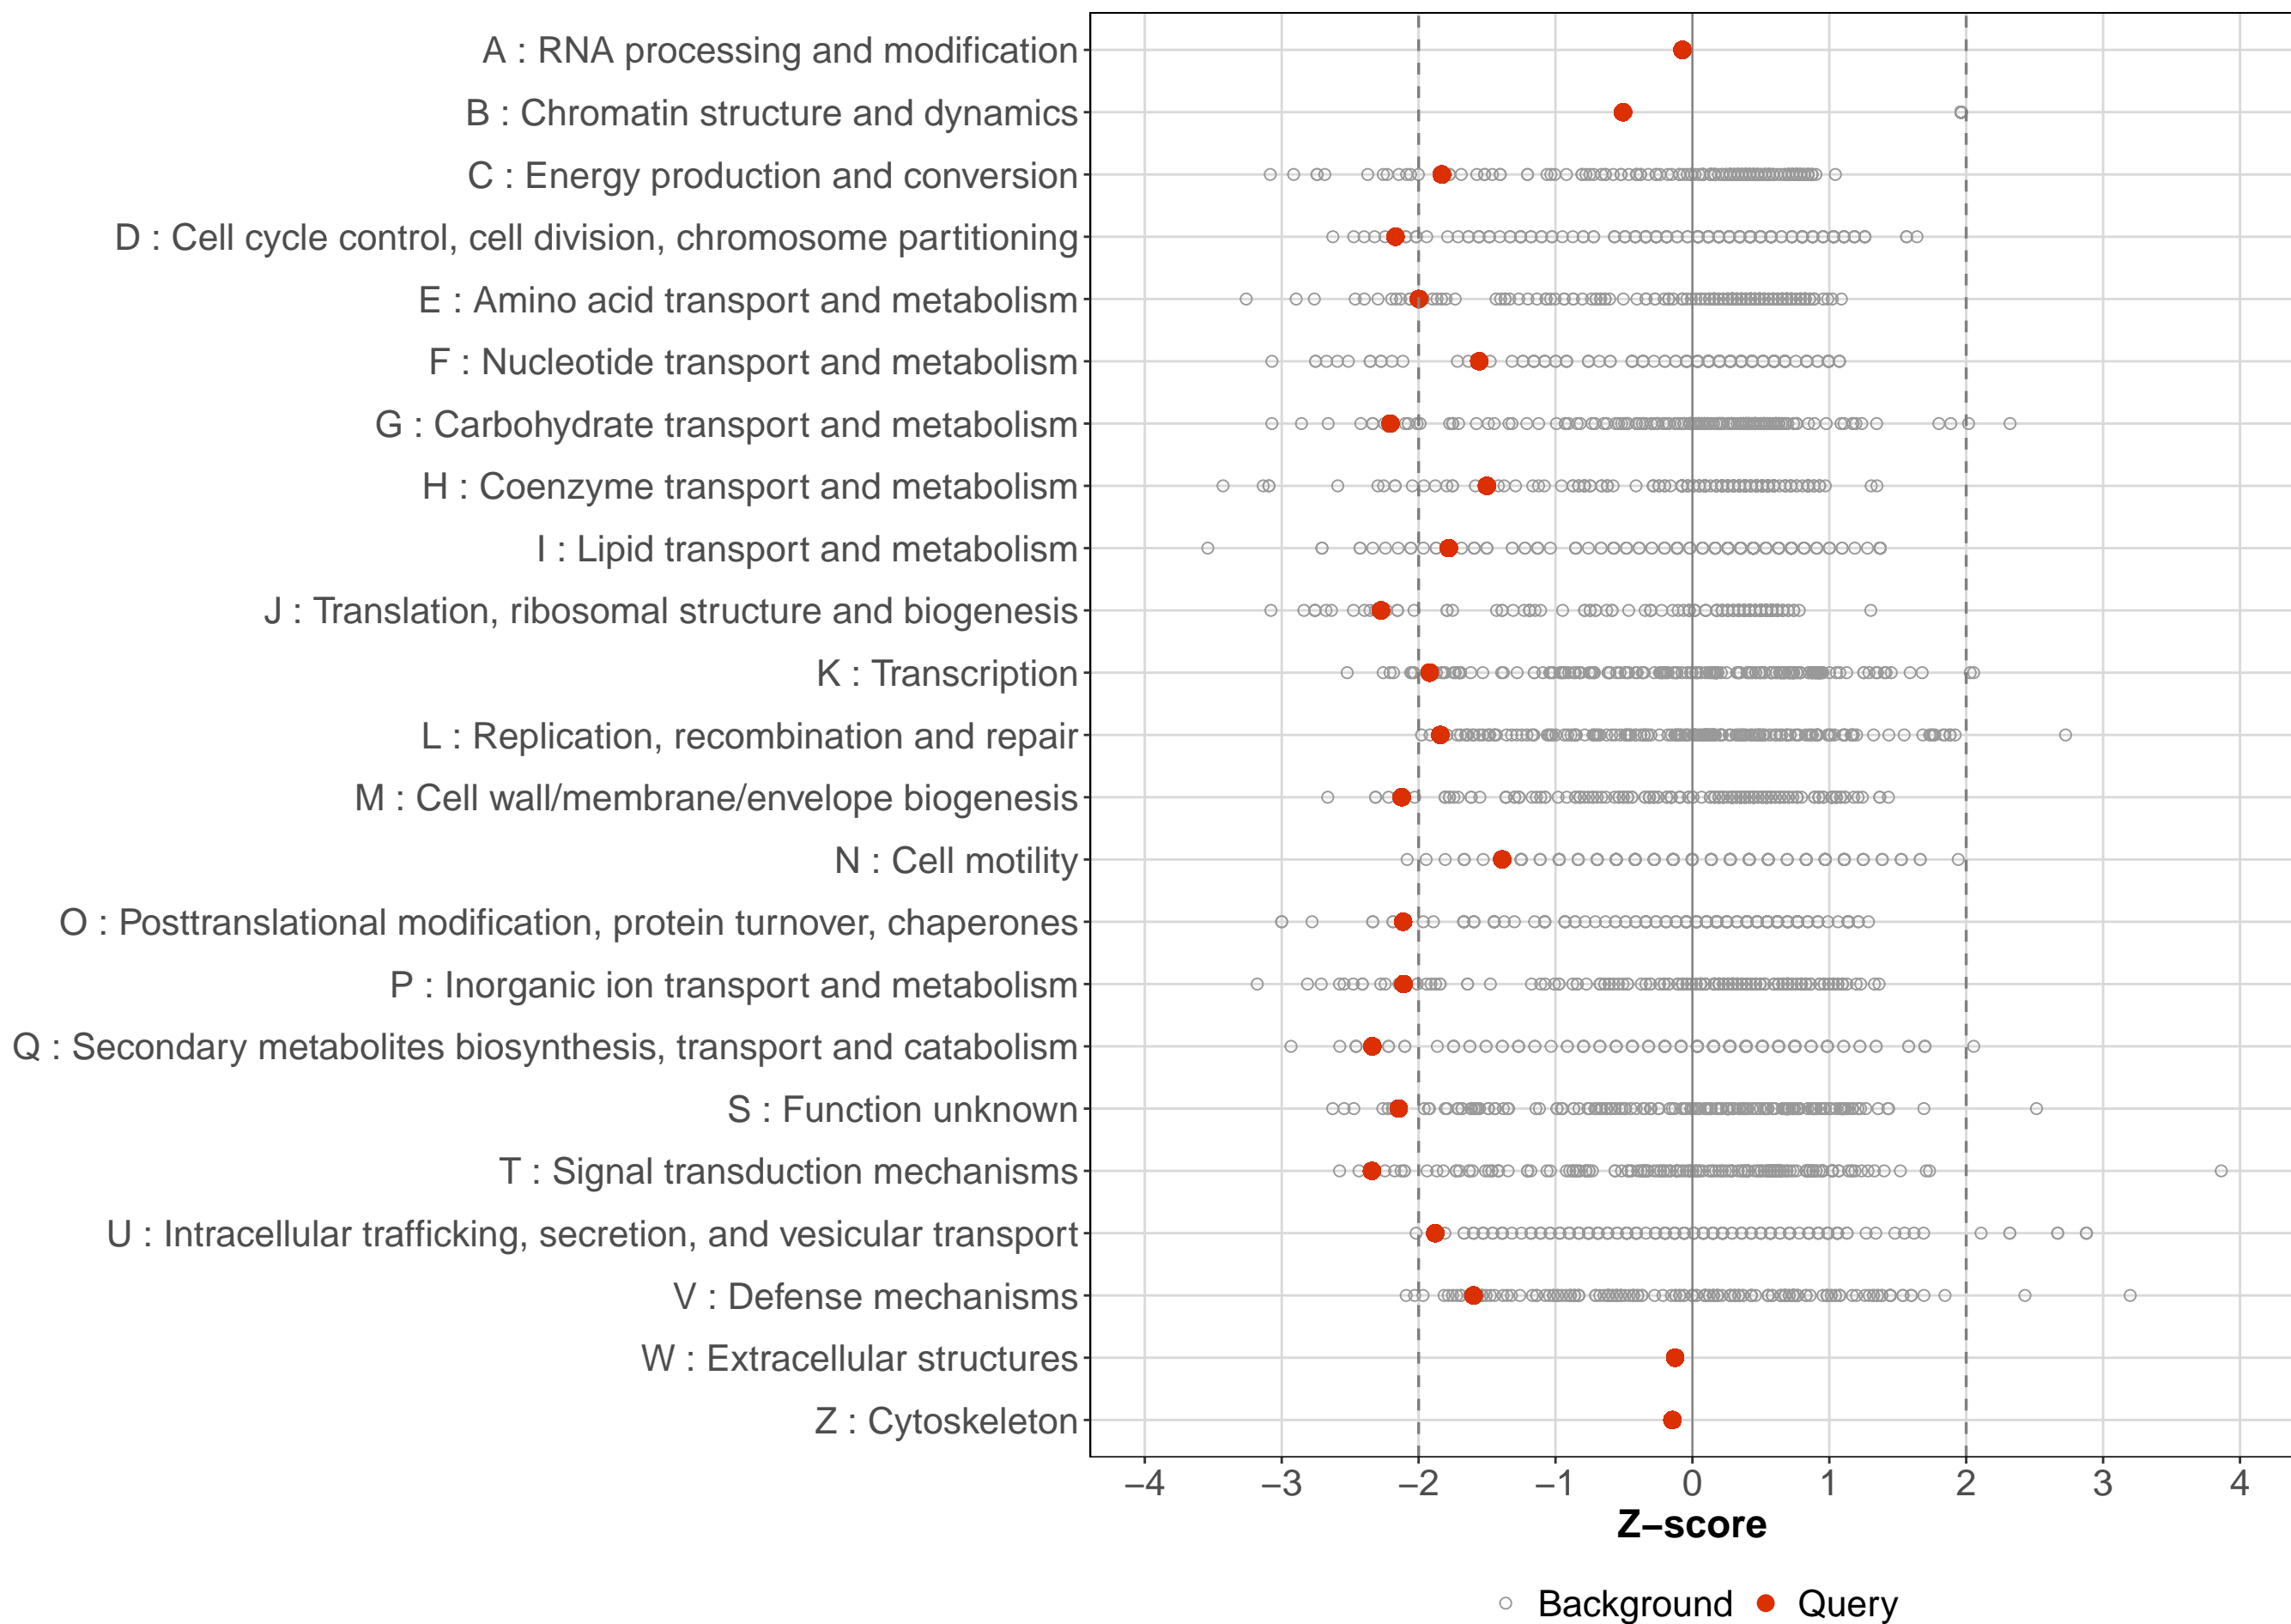 A : RNA processing and modification
B : Chromatin structure and dynamics
C : Energy production and conversion
D : Cell cycle control, cell division, chromosome partitioning
E : Amino acid transport and metabolism
F : Nucleotide transport and metabolism
G : Carbohydrate transport and metabolism
H : Coenzyme transport and metabolism
I : Lipid transport and metabolism
J : Translation, ribosomal structure and biogenesis
K : Transcription
L : Replication, recombination and repair
M : Cell wall/membrane/envelope biogenesis
N : Cell motility
O : Posttranslational modification, protein turnover, chaperones
P : Inorganic ion transport and metabolism
Q : Secondary metabolites biosynthesis, transport and catabolism
S : Function unknown
T : Signal transduction mechanisms
U : Intracellular trafficking, secretion, and vesicular transport
V : Defense mechanisms
W : Extracellular structures
Z : Cytoskeleton
−4 −3 −2 −1 0 1 2 3 4
Z−score
Background Query